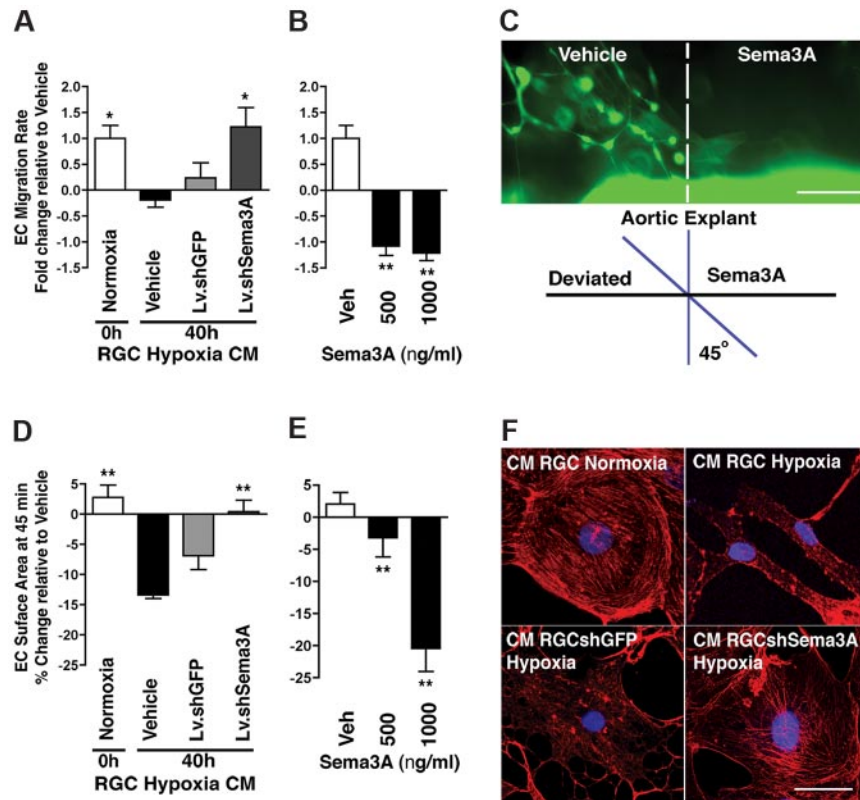 A
EC Migration Rate
Fold change relative to Vehicle
2.0
1.5
1.0
0.5
0.0
-0.5
-1.0
-1.5
*
*
Normoxia
Vehicle
Lv.shGFP
Lv.shSema3A
0h
40h
RGC Hypoxia CM
B
2.0
1.5
1.0
0.5
0.0
-0.5
-1.0
-1.5
**
**
Veh
500
1000
Sema3A (ng/ml)
C
Vehicle
Sema3A
Aortic Explant
Deviated
Sema3A
45°
D
EC Suface Area at 45 min
% Change relative to Vehicle
5
0
-5
-10
-15
-20
-25
**
**
Normoxia
Vehicle
Lv.shGFP
Lv.shSema3A
0h
40h
RGC Hypoxia CM
E
5
0
-5
-10
-15
-20
-25
**
**
Veh
500
1000
Sema3A (ng/ml)
F
CM RGC Normoxia
CM RGC Hypoxia
CM RGCshGFP
Hypoxia
CM RGCshSema3A
Hypoxia